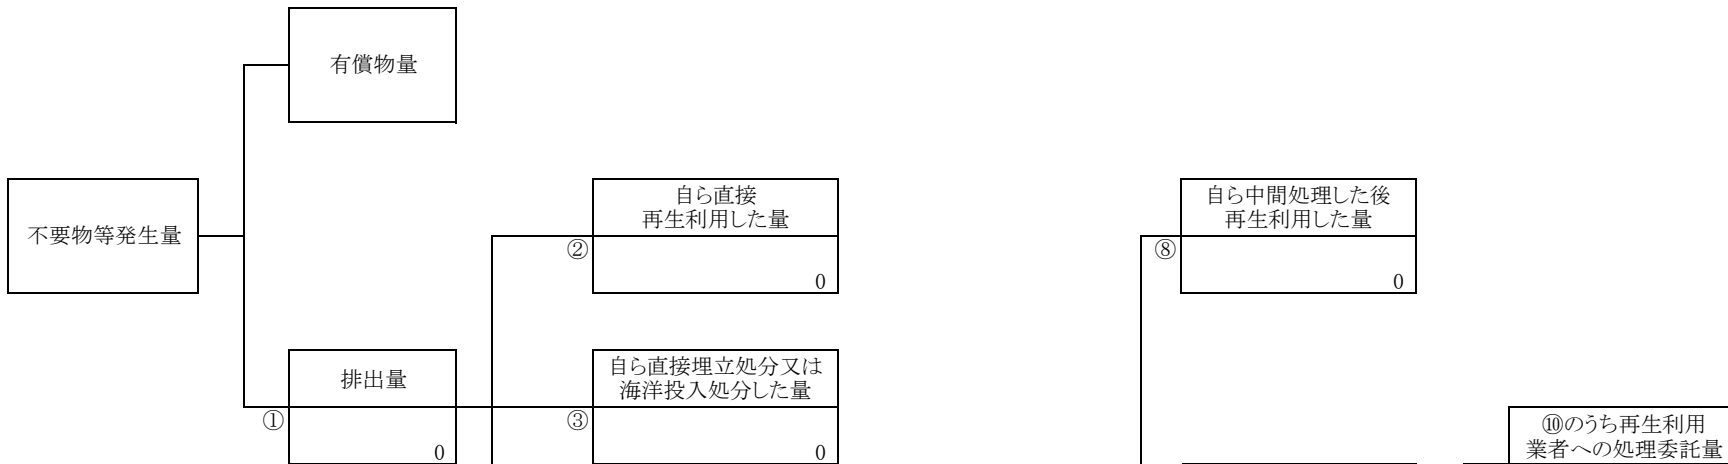 有償物量
不要物等発生量
自ら直接
再生利用した量
②
0
自ら中間処理した後
再生利用した量
⑧
0
排出量
①
0
自ら直接埋立処分又は
海洋投入処分した量
③
0
⑩のうち再生利用
業者への処理委託量